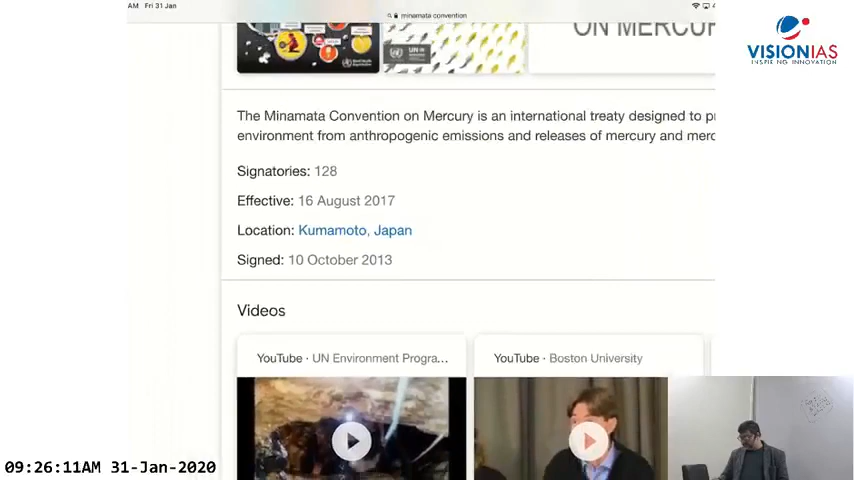 AM Fri 31 Jan
minamata convention
VISIONIAS
INSPIRING INNOVATION
ON MERCUR
The Minamata Convention on Mercury is an international treaty designed to pr
environment from anthropogenic emissions and releases of mercury and merc
Signatories: 128
Effective: 16 August 2017
Location: Kumamoto, Japan
Signed: 10 October 2013
Videos
YouTube · UN Environment Progra...
YouTube · Boston University
09:26:11AM 31-Jan-2020